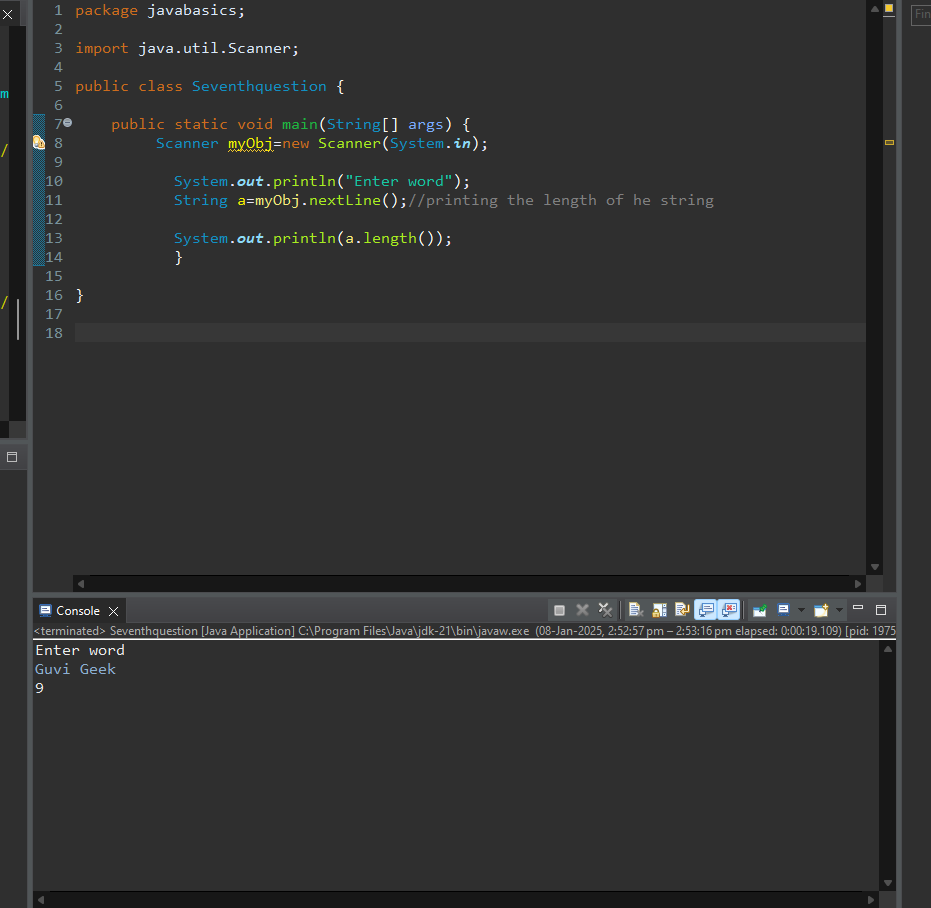 Fin
m
/
/
1 package javabasics;
2
3 import java.util.Scanner;
4
5 public class Seventhquestion {
6
7 public static void main(String[] args) {
8 Scanner myObj=new Scanner(System.in);
9
10 System.out.println("Enter word");
11 String a=myObj.nextLine();//printing the length of he string
12
13 System.out.println(a.length());
14 }
15
16 }
17
18
Console
<terminated> Seventhquestion [Java Application] C:\Program Files\Java\jdk-21\bin\javaw.exe (08-Jan-2025, 2:52:57 pm – 2:53:16 pm elapsed: 0:00:19.109) [pid: 1975
Enter word
Guvi Geek
9